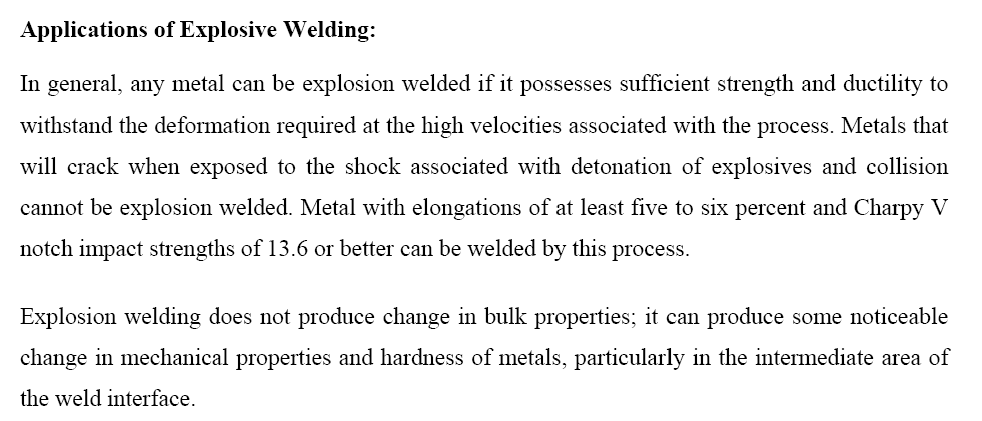 Applications of Explosive Welding:
In general, any metal can be explosion welded if it possesses sufficient strength and ductility to
withstand the deformation required at the high velocities associated with the process. Metals that
will crack when exposed to the shock associated with detonation of explosives and collision
cannot be explosion welded. Metal with elongations of at least five to six percent and Charpy V
notch impact strengths of 13.6 or better can be welded by this process.
Explosion welding does not produce change in bulk properties; it can produce some noticeable
change in mechanical properties and hardness of metals, particularly in the intermediate area of
the weld interface.